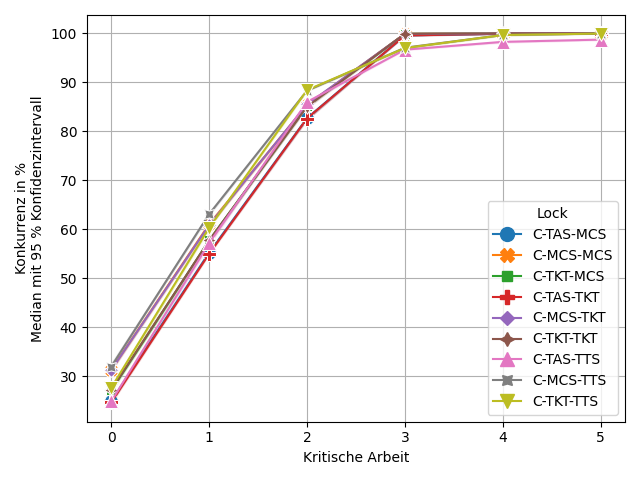 Konkurrenz in %
Median mit 95 % Konfidenzintervall
100
90
80
70
60
50
40
30
0 1 2 3 4 5
Kritische Arbeit
Lock
C-TAS-MCS
C-MCS-MCS
C-TKT-MCS
C-TAS-TKT
C-MCS-TKT
C-TKT-TKT
C-TAS-TTS
C-MCS-TTS
C-TKT-TTS